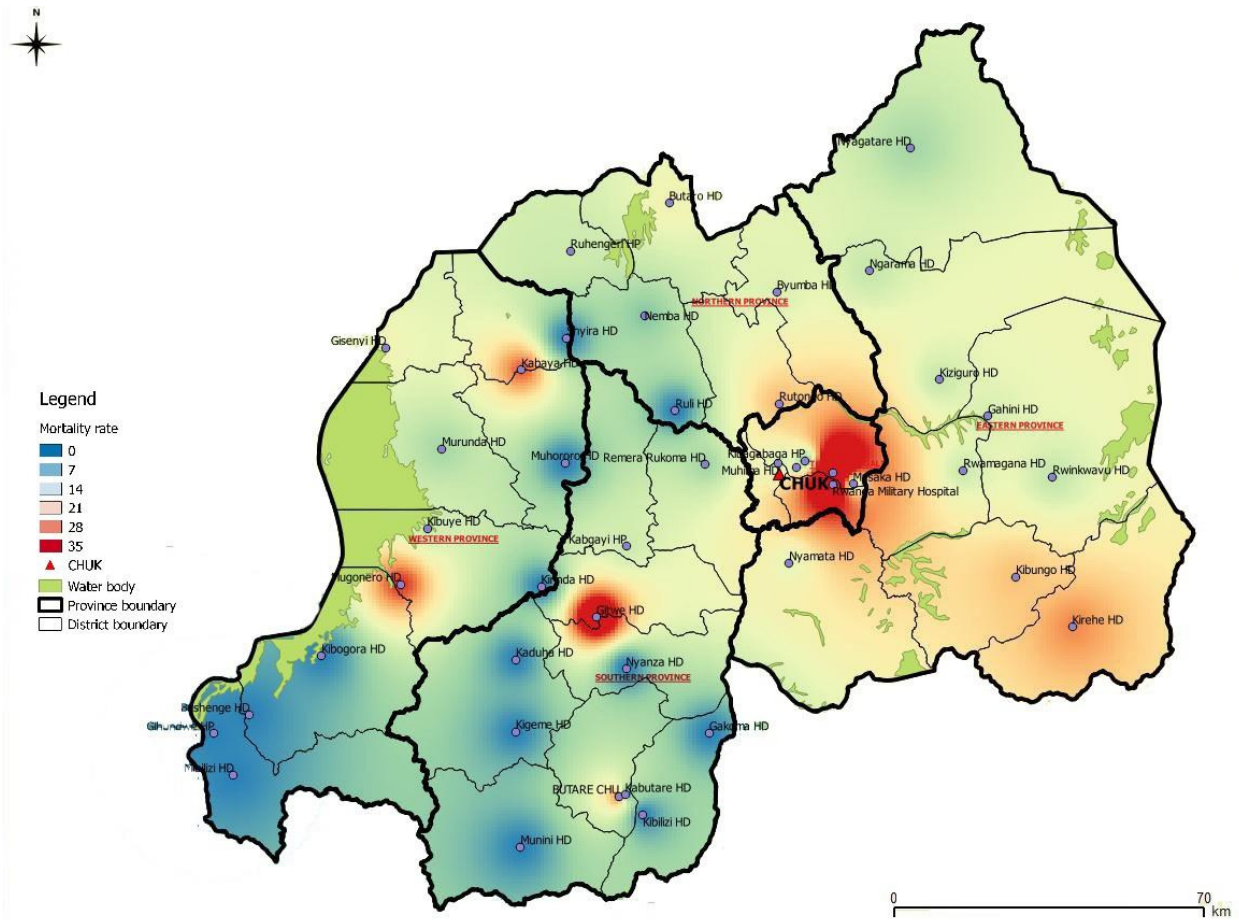 N
Nyagatare HD
Butaro HD
Ruhengeri HP
Ngarama HD
Byumba HD
NORTHERN PROVINCE
Nemba HD
Shyira HD
Gisenyi HD
Kabaya HD
Kiziguro HD
Legend
Mortality rate
0
7
14
21
28
35
CHUK
Water body
Province boundary
District boundary
Ruli HD
Rutongo HD
Gahini HD
EASTERN PROVINCE
Murunda HD
Muhororo HD
Remera Rukoma HD
Kibagabaga HP
Muhima HD
CHUK
Masaka HD
Rwanda Military Hospital
Rwamagana HD
Rwinkwavu HD
Kibuye HD
WESTERN PROVINCE
Kabgayi HP
Nyamata HD
Kibungo HD
Mugonero HD
Kirinda HD
Gitwe HD
Kirehe HD
Kibogora HD
Kaduha HD
Nyanza HD
SOUTHERN PROVINCE
Bushenge HD
Gihundwe HP
Kigeme HD
Gakoma HD
Mibilizi HD
BUTARE CHU
Kabutare HD
Kibilizi HD
Munini HD
0 70
km